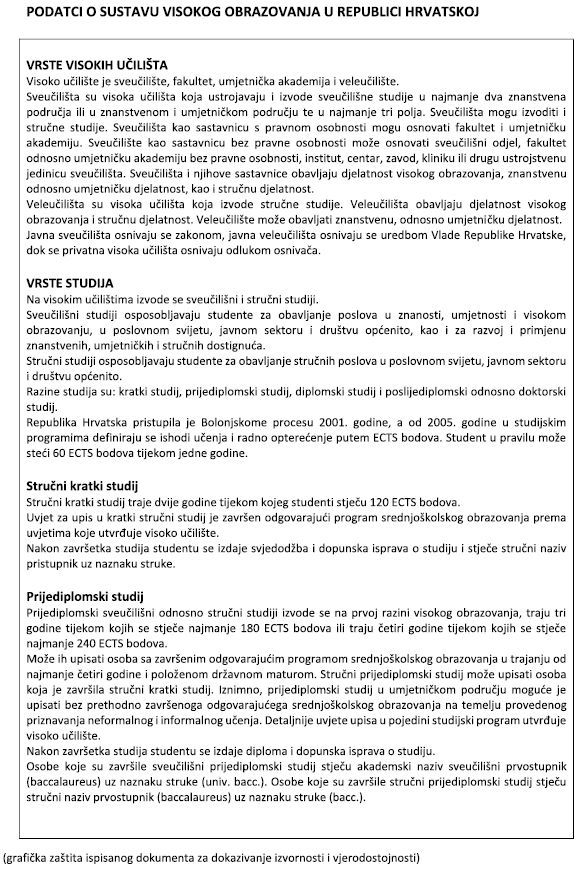 PODATCI O SUSTAVU VISOKOG OBRAZOVANJA U REPUBLICI HRVATSKOJ
VRSTE VISOKIH UČILIŠTA
Visoko učilište je sveučilište, fakultet, umjetnička akademija i veleučilište.
Sveučilišta su visoka učilišta koja ustrojavaju i izvode sveučilišne studije u najmanje dva znanstvena
područja ili u znanstvenom i umjetničkom području te u najmanje tri polja. Sveučilišta mogu izvoditi i
stručne studije. Sveučilišta kao sastavnicu s pravnom osobnosti mogu osnovati fakultet i umjetničku
akademiju. Sveučilište kao sastavnicu bez pravne osobnosti može osnovati sveučilišni odjel, fakultet
odnosno umjetničku akademiju bez pravne osobnosti, institut, centar, zavod, kliniku ili drugu ustrojstvenu
jedinicu sveučilišta. Sveučilišta i njihove sastavnice obavljaju djelatnost visokog obrazovanja, znanstvenu
odnosno umjetničku djelatnost, kao i stručnu djelatnost.
Veleučilišta su visoka učilišta koja izvode stručne studije. Veleučilišta obavljaju djelatnost visokog
obrazovanja i stručnu djelatnost. Veleučilište može obavljati znanstvenu, odnosno umjetničku djelatnost.
Javna sveučilišta osnivaju se zakonom, javna veleučilišta osnivaju se uredbom Vlade Republike Hrvatske,
dok se privatna visoka učilišta osnivaju odlukom osnivača.
VRSTE STUDIJA
Na visokim učilištima izvode se sveučilišni i stručni studiji.
Sveučilišni studiji osposobljavaju studente za obavljanje poslova u znanosti, umjetnosti i visokom
obrazovanju, u poslovnom svijetu, javnom sektoru i društvu općenito, kao i za razvoj i primjenu
znanstvenih, umjetničkih i stručnih dostignuća.
Stručni studiji osposobljavaju studente za obavljanje stručnih poslova u poslovnom svijetu, javnom sektoru
i društvu općenito.
Razine studija su: kratki studij, prijediplomski studij, diplomski studij i poslijediplomski odnosno doktorski
studij.
Republika Hrvatska pristupila je Bolonjskome procesu 2001. godine, a od 2005. godine u studijskim
programima definiraju se ishodi učenja i radno opterećenje putem ECTS bodova. Student u pravilu može
steći 60 ECTS bodova tijekom jedne godine.
Stručni kratki studij
Stručni kratki studij traje dvije godine tijekom kojeg studenti stječu 120 ECTS bodova.
Uvjet za upis u kratki stručni studij je završen odgovarajući program srednjoškolskog obrazovanja prema
uvjetima koje utvrđuje visoko učilište.
Nakon završetka studija studentu se izdaje svjedodžba i dopunska isprava o studiju i stječe stručni naziv
pristupnik uz naznaku struke.
Prijediplomski studij
Prijediplomski sveučilišni odnosno stručni studiji izvode se na prvoj razini visokog obrazovanja, traju tri
godine tijekom kojih se stječe najmanje 180 ECTS bodova ili traju četiri godine tijekom kojih se stječe
najmanje 240 ECTS bodova.
Može ih upisati osoba sa završenim odgovarajućim programom srednjoškolskog obrazovanja u trajanju od
najmanje četiri godine i položenom državnom maturom. Stručni prijediplomski studij može upisati osoba
koja je završila stručni kratki studij. Iznimno, prijediplomski studij u umjetničkom području moguće je
upisati bez prethodno završenoga odgovarajućega srednjoškolskog obrazovanja na temelju provedenog
priznavanja neformalnog i informalnog učenja. Detaljnije uvjete upisa u pojedini studijski program utvrđuje
visoko učilište.
Nakon završetka studija studentu se izdaje diploma i dopunska isprava o studiju.
Osobe koje su završile sveučilišni prijediplomski studij stječu akademski naziv sveučilišni prvostupnik
(baccalaureus) uz naznaku struke (univ. bacc.). Osobe koje su završile stručni prijediplomski studij stječu
stručni naziv prvostupnik (baccalaureus) uz naznaku struke (bacc.).
(grafička zaštita ispisanog dokumenta za dokazivanje izvornosti i vjerodostojnosti)